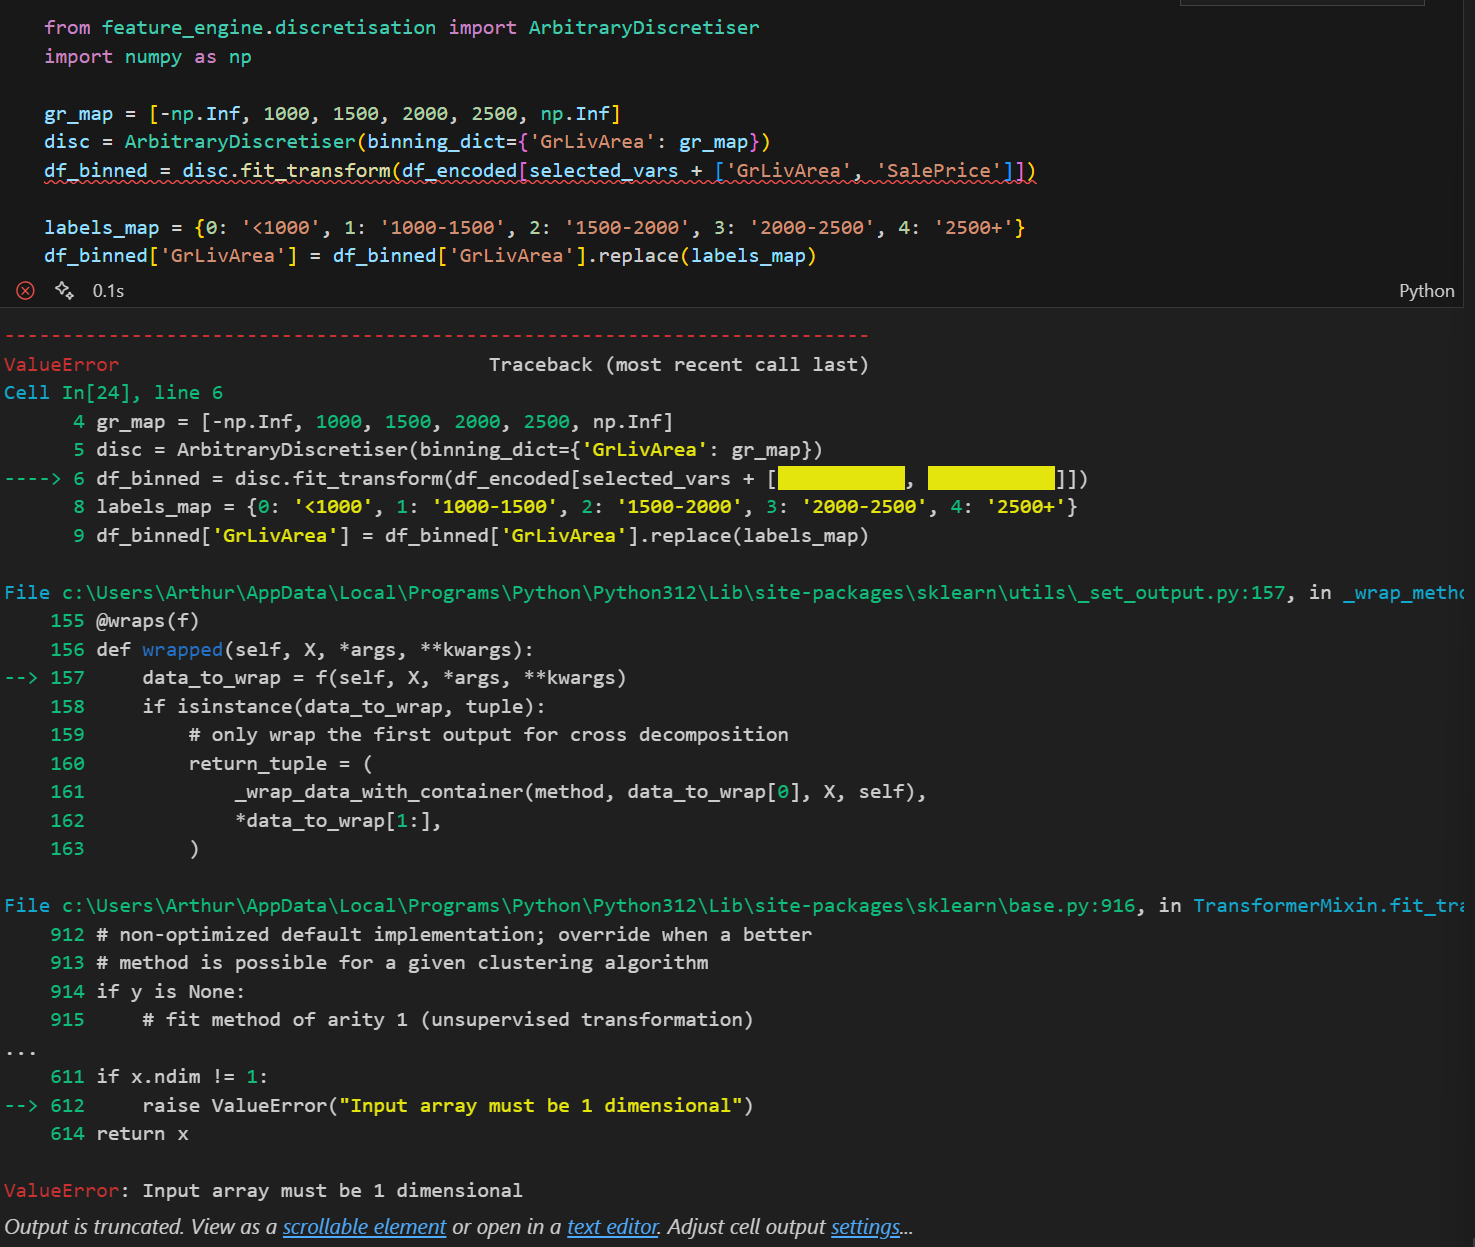 from feature_engine.discretisation import ArbitraryDiscretiser
import numpy as np
gr_map = [-np.Inf, 1000, 1500, 2000, 2500, np.Inf]
disc = ArbitraryDiscretiser(binning_dict={'GrLivArea': gr_map})
df_binned = disc.fit_transform(df_encoded[selected_vars + ['GrLivArea', 'SalePrice']])
labels_map = {0: '<1000', 1: '1000-1500', 2: '1500-2000', 3: '2000-2500', 4: '2500+'}
df_binned['GrLivArea'] = df_binned['GrLivArea'].replace(labels_map)
0.1s Python
---------------------------------------------------------------------------
ValueError                                Traceback (most recent call last)
Cell In[24], line 6
      4 gr_map = [-np.Inf, 1000, 1500, 2000, 2500, np.Inf]
      5 disc = ArbitraryDiscretiser(binning_dict={'GrLivArea': gr_map})
----> 6 df_binned = disc.fit_transform(df_encoded[selected_vars + [          ,           ]])
      8 labels_map = {0: '<1000', 1: '1000-1500', 2: '1500-2000', 3: '2000-2500', 4: '2500+'}
      9 df_binned['GrLivArea'] = df_binned['GrLivArea'].replace(labels_map)
File c:\Users\Arthur\AppData\Local\Programs\Python\Python312\Lib\site-packages\sklearn\utils\_set_output.py:157, in _wrap_metho
    155 @wraps(f)
    156 def wrapped(self, X, *args, **kwargs):
--> 157     data_to_wrap = f(self, X, *args, **kwargs)
    158     if isinstance(data_to_wrap, tuple):
    159         # only wrap the first output for cross decomposition
    160         return_tuple = (
    161             _wrap_data_with_container(method, data_to_wrap[0], X, self),
    162             *data_to_wrap[1:],
    163         )
File c:\Users\Arthur\AppData\Local\Programs\Python\Python312\Lib\site-packages\sklearn\base.py:916, in TransformerMixin.fit_tra
    912 # non-optimized default implementation; override when a better
    913 # method is possible for a given clustering algorithm
    914 if y is None:
    915     # fit method of arity 1 (unsupervised transformation)
...
    611 if x.ndim != 1:
--> 612     raise ValueError("Input array must be 1 dimensional")
    614 return x
ValueError: Input array must be 1 dimensional
Output is truncated. View as a scrollable element or open in a text editor. Adjust cell output settings...